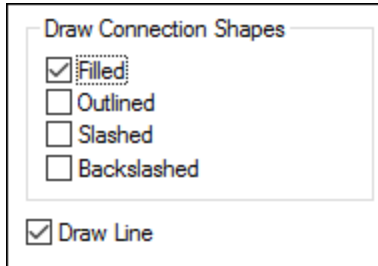 Draw Connection Shapes
Filled
Outlined
Slashed
Backslashed
Draw Line